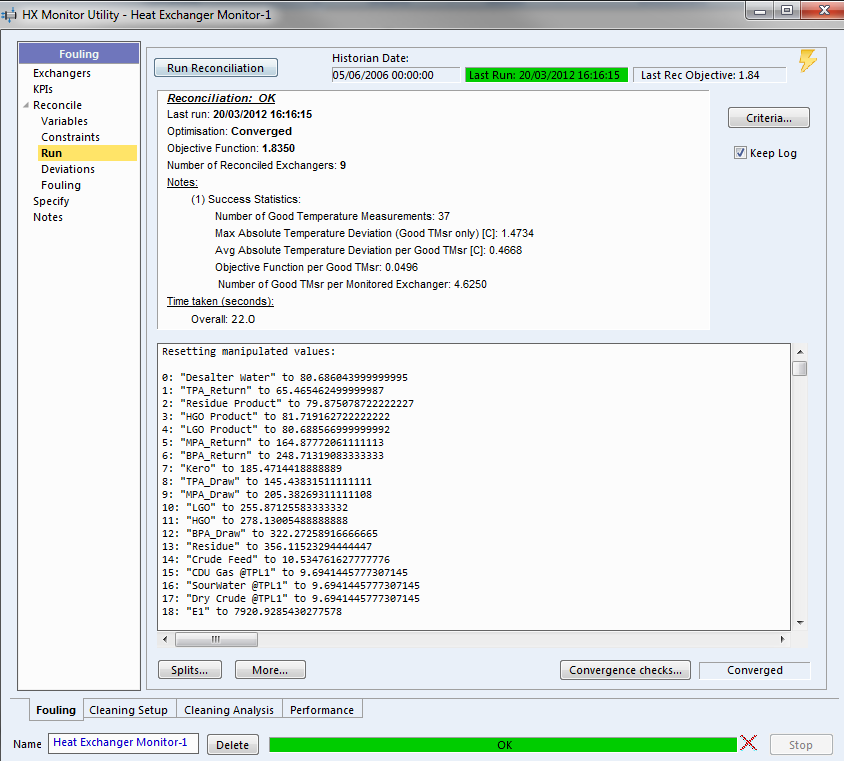 HX Monitor Utility - Heat Exchanger Monitor-1
Fouling
Exchangers
KPIs
Reconcile
Variables
Constraints
Run
Deviations
Fouling
Specify
Notes
Run Reconciliation
Historian Date:
05/06/2006 00:00:00
Last Run: 20/03/2012 16:16:15
Last Rec Objective: 1.84
Reconciliation: OK
Last run: 20/03/2012 16:16:15
Optimisation: Converged
Objective Function: 1.8350
Number of Reconciled Exchangers: 9
Notes:
(1) Success Statistics:
Number of Good Temperature Measurements: 37
Max Absolute Temperature Deviation (Good TMsr only) [C]: 1.4734
Avg Absolute Temperature Deviation per Good TMsr [C]: 0.4668
Objective Function per Good TMsr: 0.0496
Number of Good TMsr per Monitored Exchanger: 4.6250
Time taken (seconds):
Overall: 22.0
Criteria...
Keep Log
Resetting manipulated values:
0: "Desalter Water" to 80.686043999999995
1: "TPA_Return" to 65.465462499999987
2: "Residue Product" to 79.875078722222227
3: "HGO Product" to 81.719162722222222
4: "LGO Product" to 80.688566999999992
5: "MPA_Return" to 164.87772061111113
6: "BPA_Return" to 248.71319083333333
7: "Kero" to 185.4714418888889
8: "TPA_Draw" to 145.43831511111111
9: "MPA_Draw" to 205.38269311111108
10: "LGO" to 255.87125583333332
11: "HGO" to 278.13005488888888
12: "BPA_Draw" to 322.27258916666665
13: "Residue" to 356.11523294444447
14: "Crude Feed" to 10.534761627777776
15: "CDU Gas @TPL1" to 9.6941445777307145
16: "SourWater @TPL1" to 9.6941445777307145
17: "Dry Crude @TPL1" to 9.6941445777307145
18: "E1" to 7920.9285430277578
Splits...
More...
Convergence checks...
Converged
Fouling
Cleaning Setup
Cleaning Analysis
Performance
Name
Heat Exchanger Monitor-1
Delete
OK
Stop